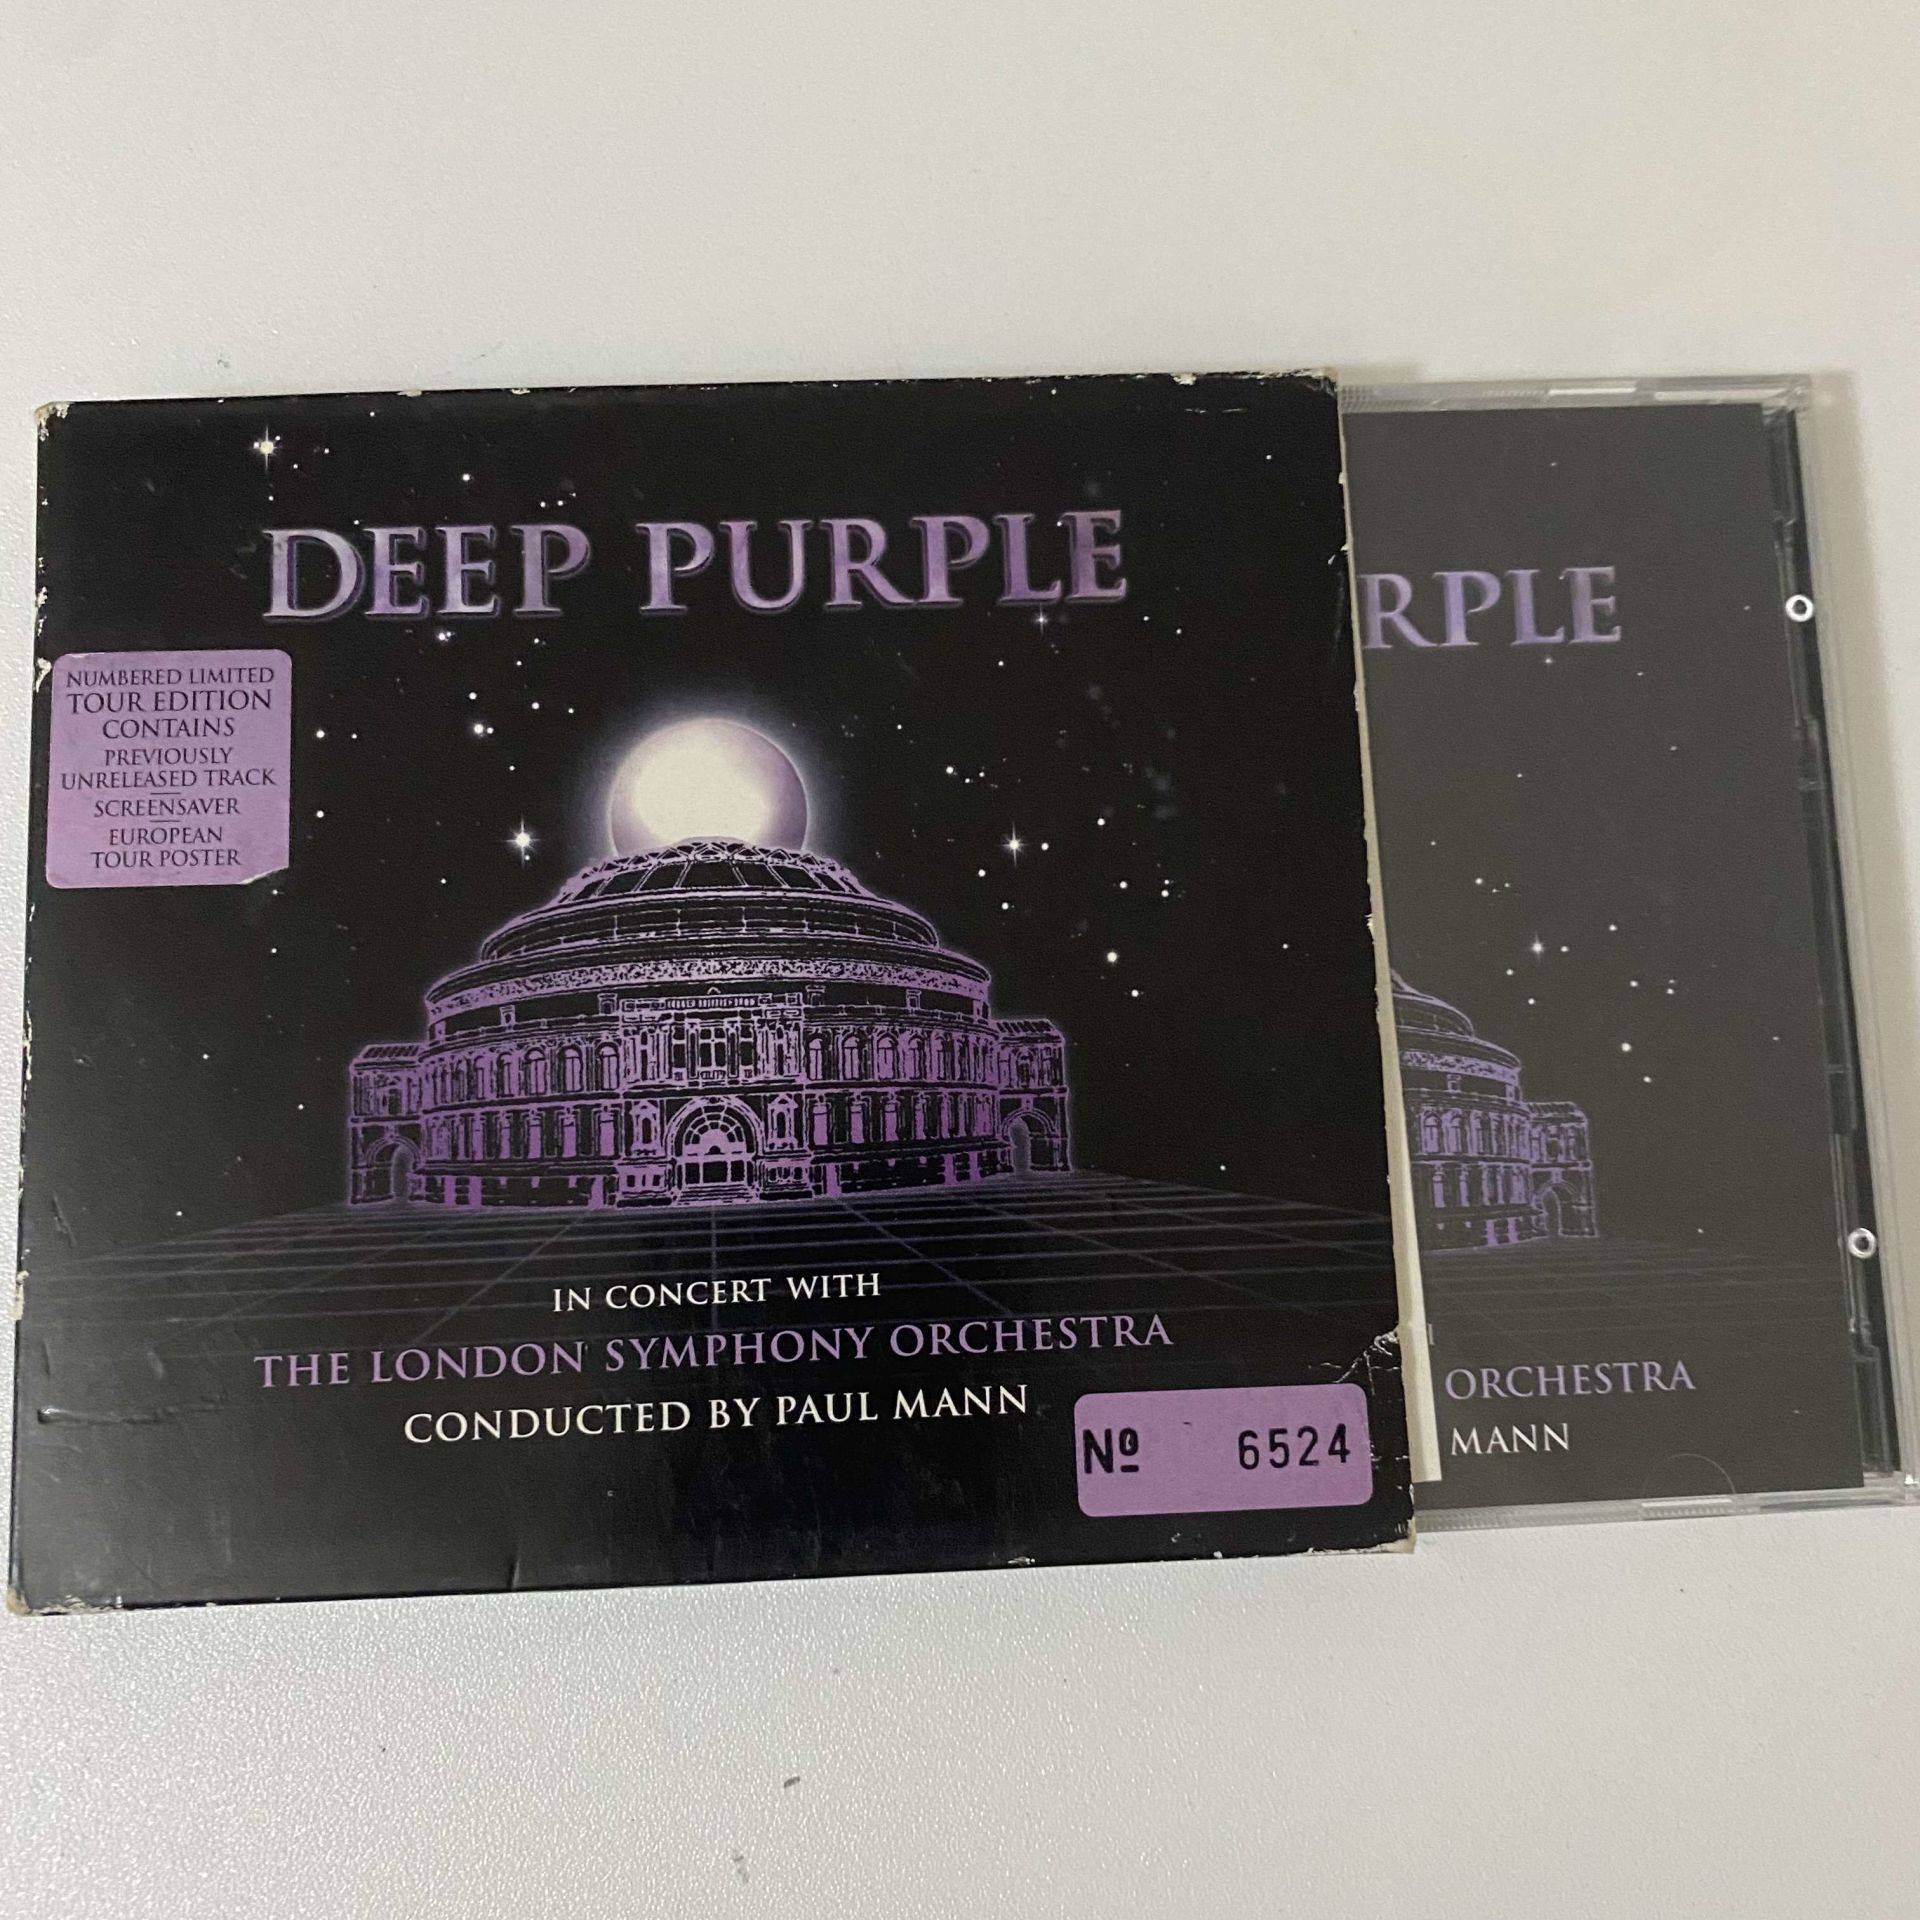 DEEP PURPLE
NUMBERED LIMITED
TOUR EDITION
CONTAINS
PREVIOUSLY
UNRELEASED TRACK
SCREENSAVER
EUROPEAN
TOUR POSTER
IN CONCERT WITH
THE LONDON SYMPHONY ORCHESTRA
CONDUCTED BY PAUL MANN
Nº 6524
RPLE
ORCHESTRA
MANN